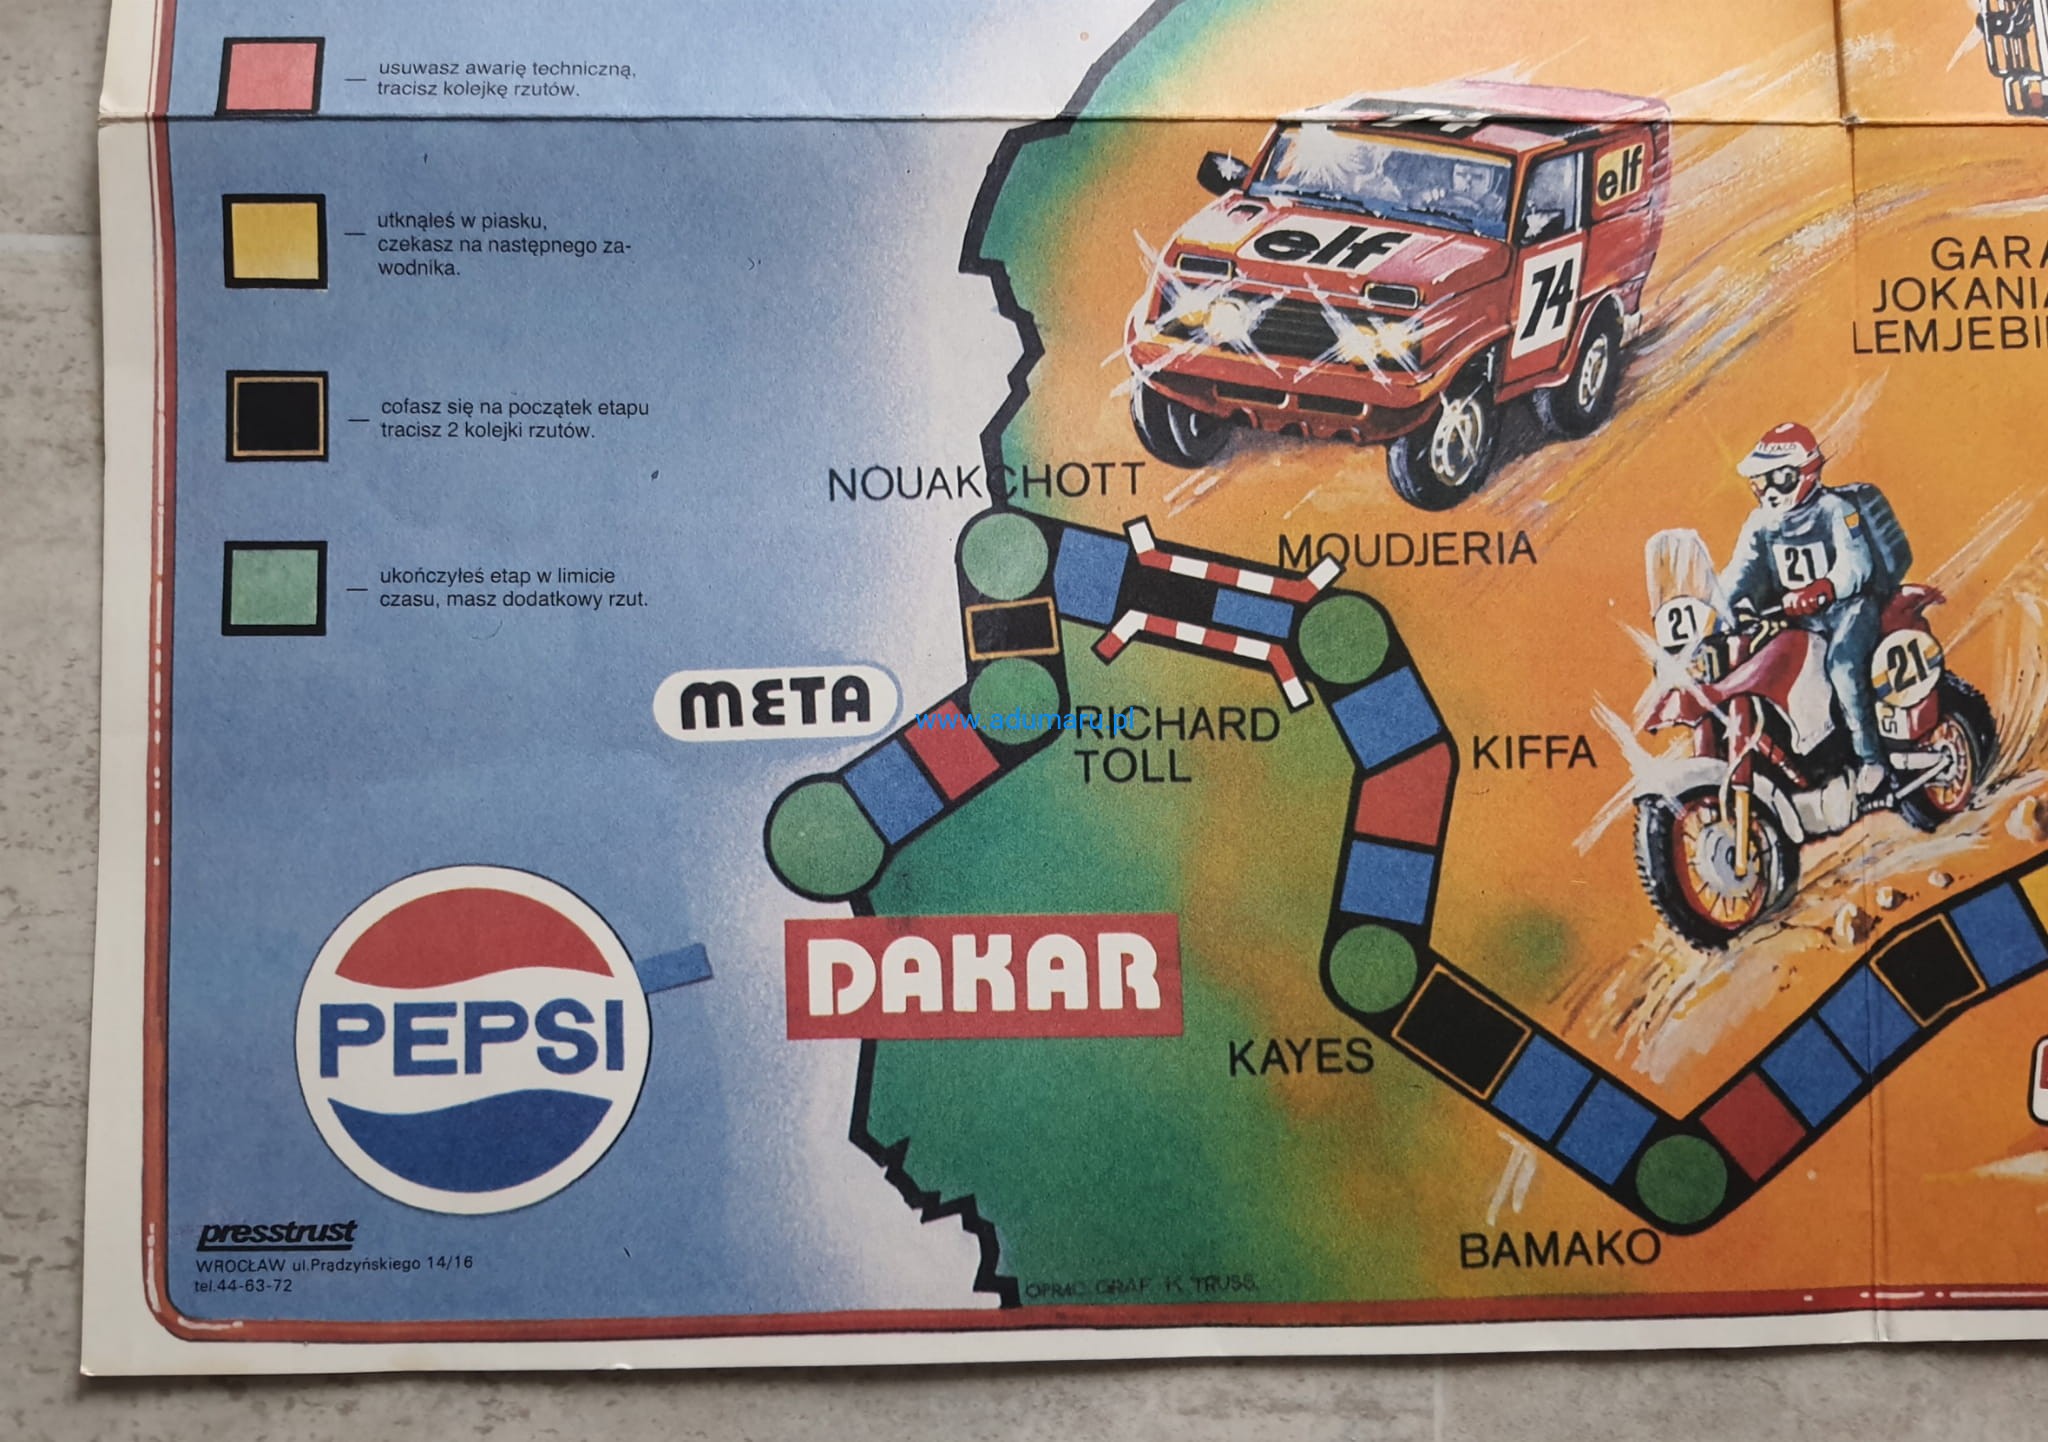 usuwasz awarię techniczną,
tracisz kolejkę rzutów.
utknąłeś w piasku,
czekasz na następnego za-
wodnika.
cofasz się na początek etapu
tracisz 2 kolejki rzutów.
ukończyłeś etap w limicie
czasu, masz dodatkowy rzut.
74
elf
elf
74
GARA
JOKANIA
LEMJEBI
NOUAKCHOTT
MOUDJERIA
21
21
21
META
www.adumaru.pl
RICHARD
TOLL
KIFFA
DAKAR
PEPSI
KAYES
BAMAKO
presstrust
WROCŁAW ul.Prądzyńskiego 14/16
tel.44-63-72
OPRAC. GRAF. K. TRUSS.